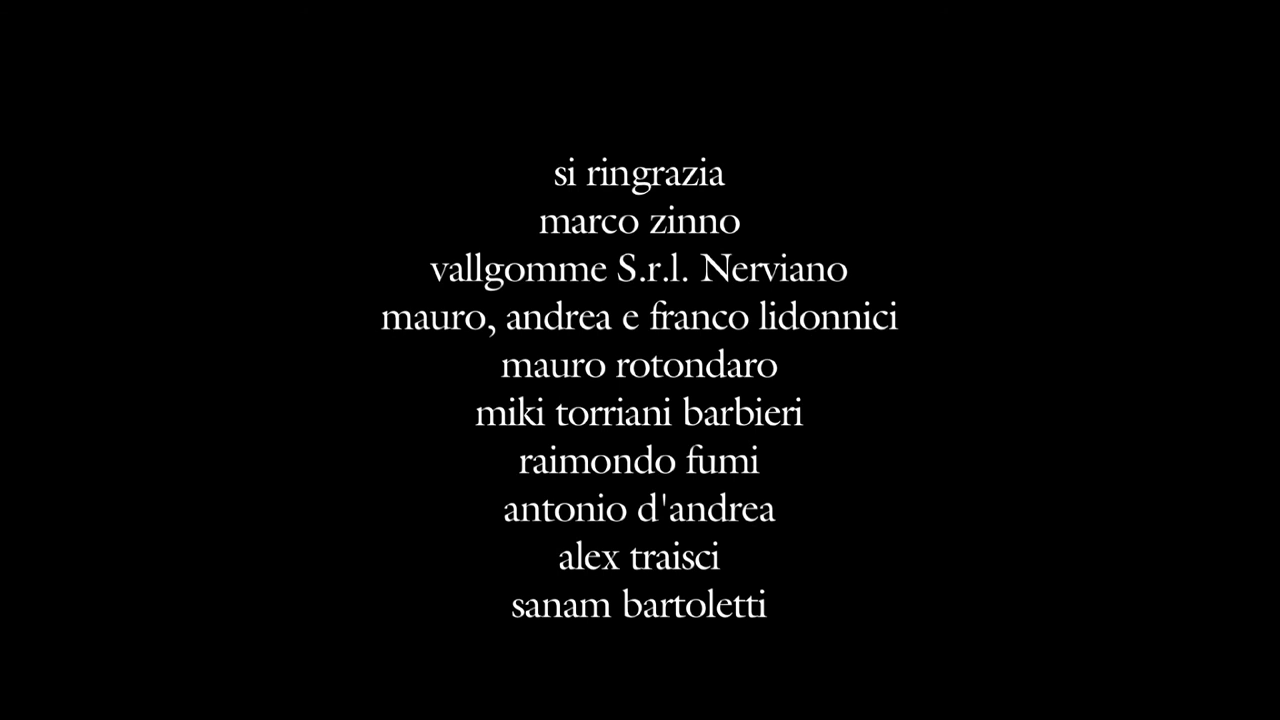 si ringrazia
marco zinno
vallgomme S.r.l. Nerviano
mauro, andrea e franco lidonnici
mauro rotondaro
miki torriani barbieri
raimondo fumi
antonio d'andrea
alex traisci
sanam bartoletti